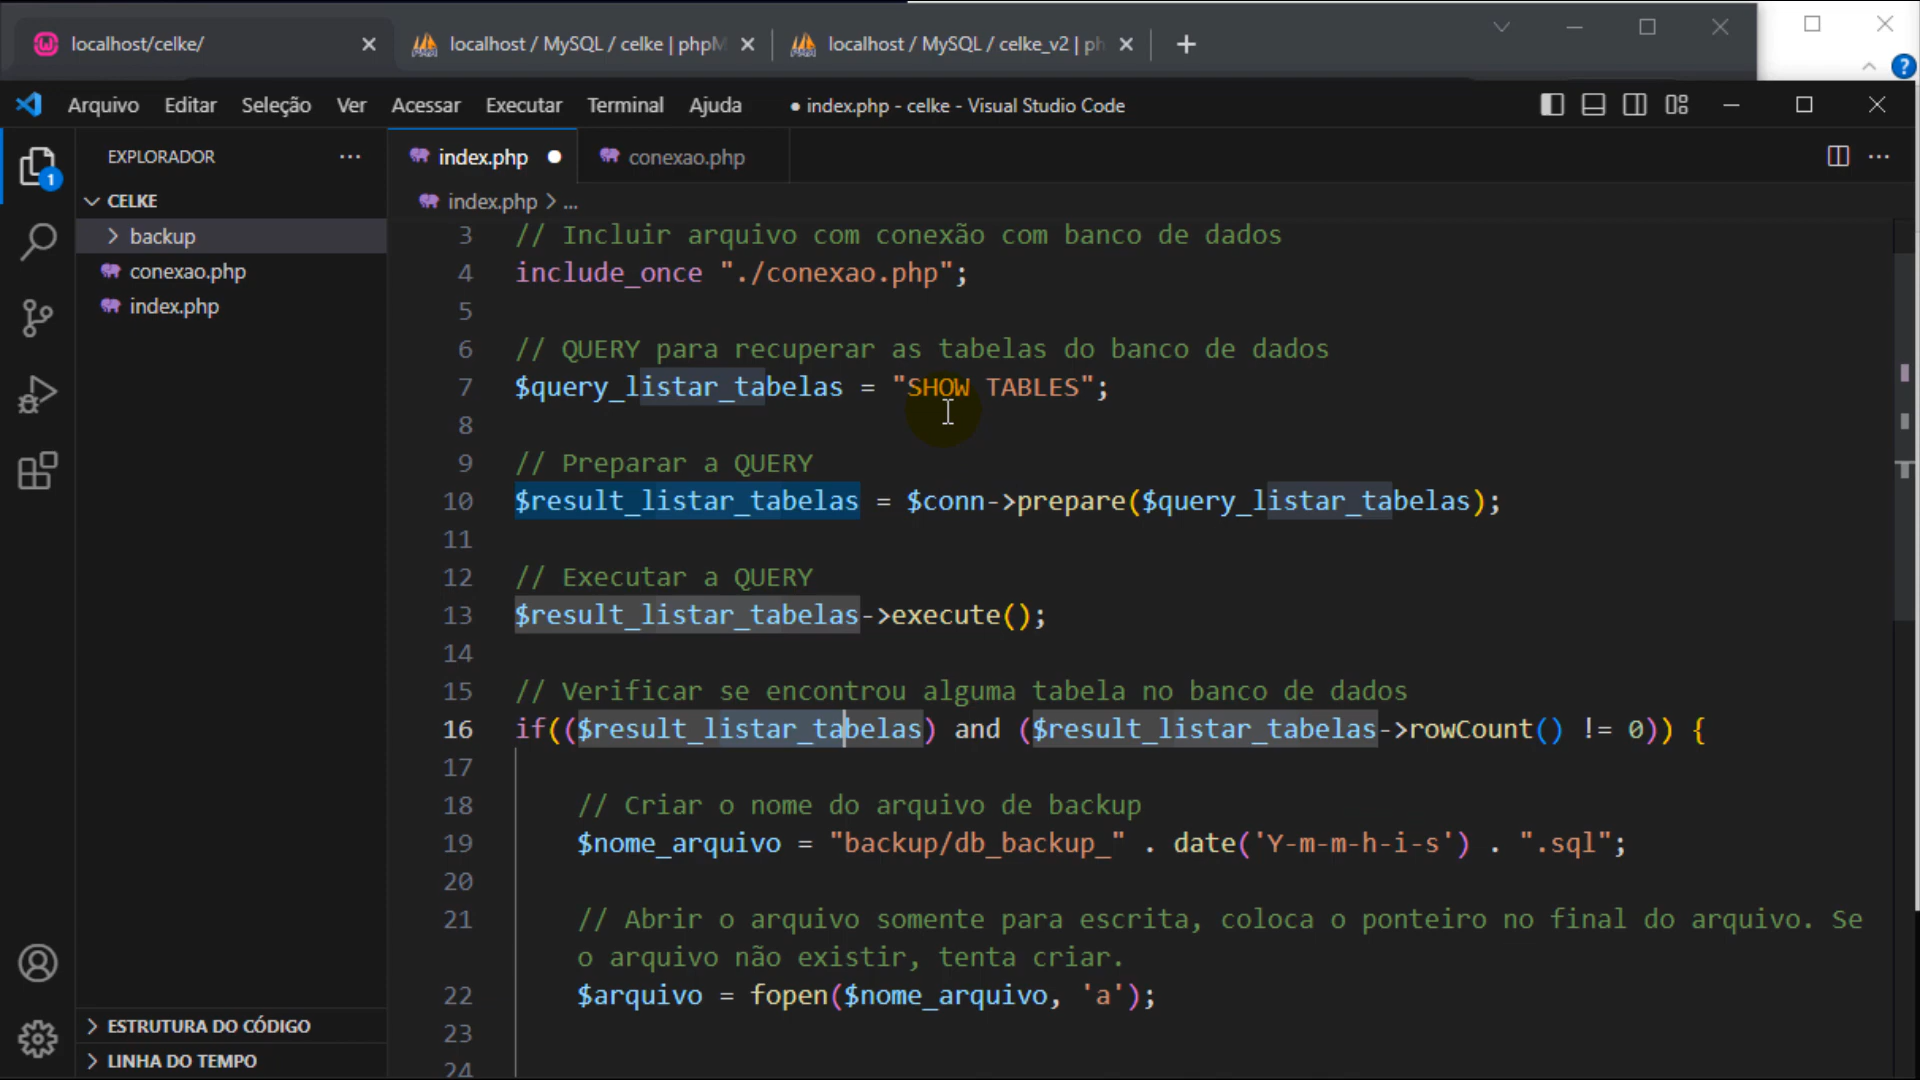 localhost/celke/
localhost / MySQL / celke | phpM
localhost / MySQL / celke_v2 | ph
Arquivo Editar Seleção Ver Acessar Executar Terminal Ajuda
● index.php - celke - Visual Studio Code
EXPLORADOR
index.php
conexao.php
1
CELKE
index.php > ...
backup
conexao.php
index.php
3 // Incluir arquivo com conexão com banco de dados
4 include_once "./conexao.php";
5
6 // QUERY para recuperar as tabelas do banco de dados
7 $query_listar_tabelas = "SHOW TABLES";
8
9 // Preparar a QUERY
10 $result_listar_tabelas = $conn->prepare($query_listar_tabelas);
11
12 // Executar a QUERY
13 $result_listar_tabelas->execute();
14
15 // Verificar se encontrou alguma tabela no banco de dados
16 if(($result_listar_tabelas) and ($result_listar_tabelas->rowCount() != 0)) {
17
18 // Criar o nome do arquivo de backup
19 $nome_arquivo = "backup/db_backup_" . date('Y-m-m-h-i-s') . ".sql";
20
21 // Abrir o arquivo somente para escrita, coloca o ponteiro no final do arquivo. Se
o arquivo não existir, tenta criar.
22 $arquivo = fopen($nome_arquivo, 'a');
23
24
ESTRUTURA DO CÓDIGO
LINHA DO TEMPO